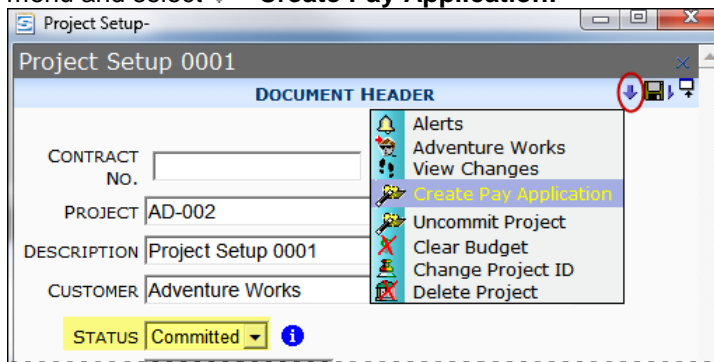 menu and select Create Pay Application.
Project Setup-
Project Setup 0001
DOCUMENT HEADER
Alerts
Adventure Works
View Changes
Create Pay Application
Uncommit Project
Clear Budget
Change Project ID
Delete Project
CONTRACT
NO.
PROJECT AD-002
DESCRIPTION Project Setup 0001
CUSTOMER Adventure Works
STATUS Committed